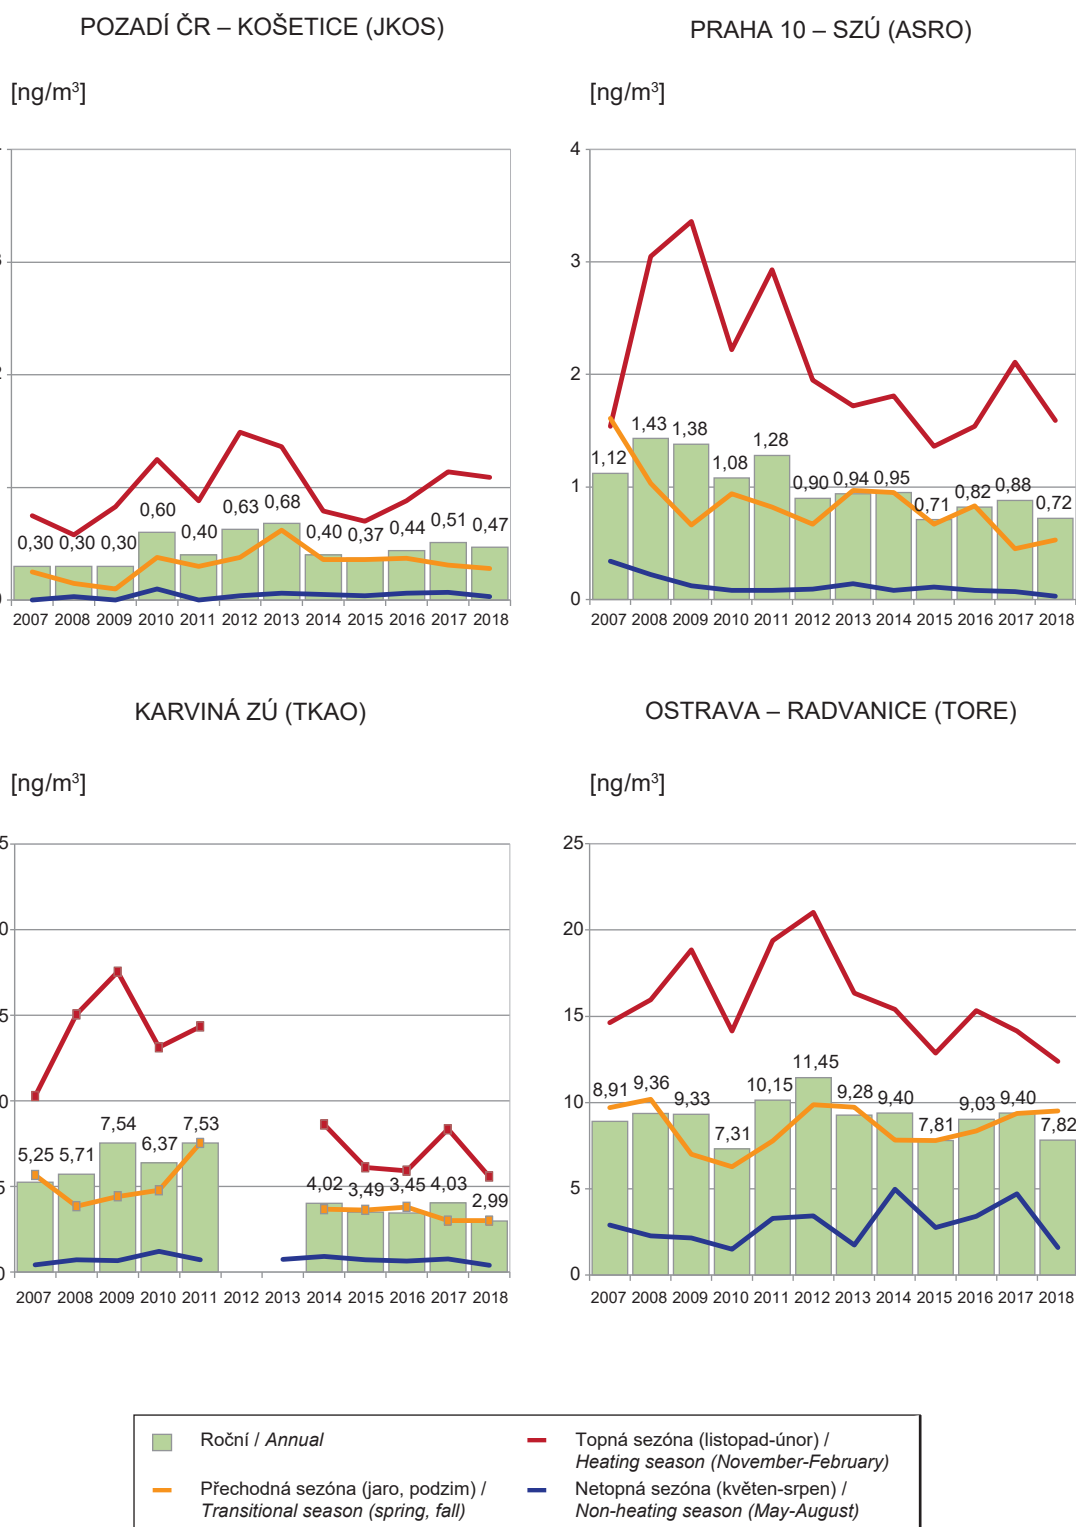 POZADÍ ČR – KOŠETICE (JKOS)
[ng/m³]
0,30 0,30 0,30 0,60 0,40 0,63 0,68 0,40 0,37 0,44 0,51 0,47
0
2007 2008 2009 2010 2011 2012 2013 2014 2015 2016 2017 2018
PRAHA 10 – SZÚ (ASRO)
[ng/m³]
4
3
2
1
0
1,12 1,43 1,38 1,08 1,28 0,90 0,94 0,95 0,71 0,82 0,88 0,72
2007 2008 2009 2010 2011 2012 2013 2014 2015 2016 2017 2018
KARVINÁ ZÚ (TKAO)
[ng/m³]
5
0
5
0
5
0
5,25 5,71 7,54 6,37 7,53 4,02 3,49 3,45 4,03 2,99
2007 2008 2009 2010 2011 2012 2013 2014 2015 2016 2017 2018
OSTRAVA – RADVANICE (TORE)
[ng/m³]
25
20
15
10
5
0
8,91 9,36 9,33 7,31 10,15 11,45 9,28 9,40 7,81 9,03 9,40 7,82
2007 2008 2009 2010 2011 2012 2013 2014 2015 2016 2017 2018
Roční / Annual
Přechodná sezóna (jaro, podzim) /
Transitional season (spring, fall)
Topná sezóna (listopad-únor) /
Heating season (November-February)
Netopná sezóna (květen-srpen) /
Non-heating season (May-August)